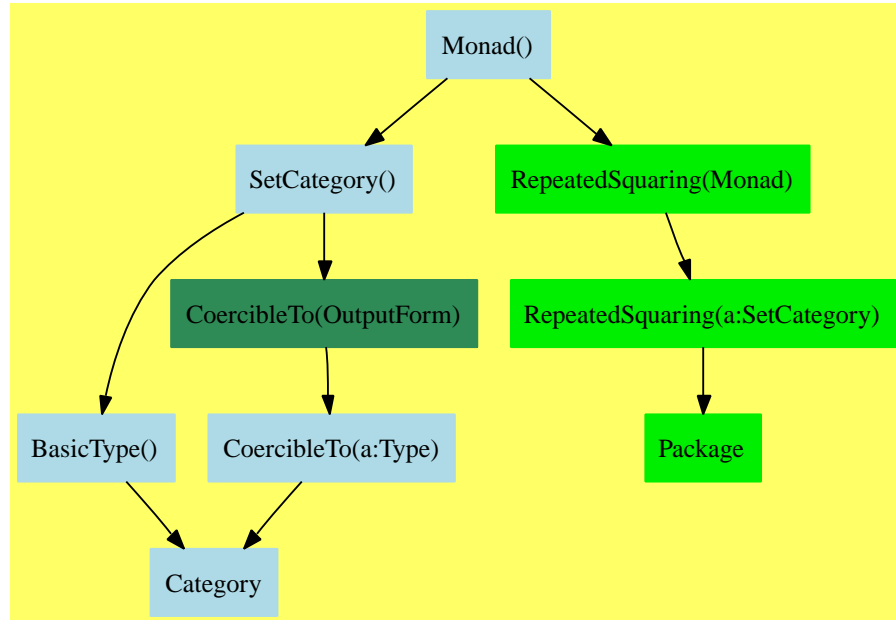 Monad()
SetCategory()
RepeatedSquaring(Monad)
CoercibleTo(OutputForm)
RepeatedSquaring(a:SetCategory)
BasicType()
CoercibleTo(a:Type)
Package
Category